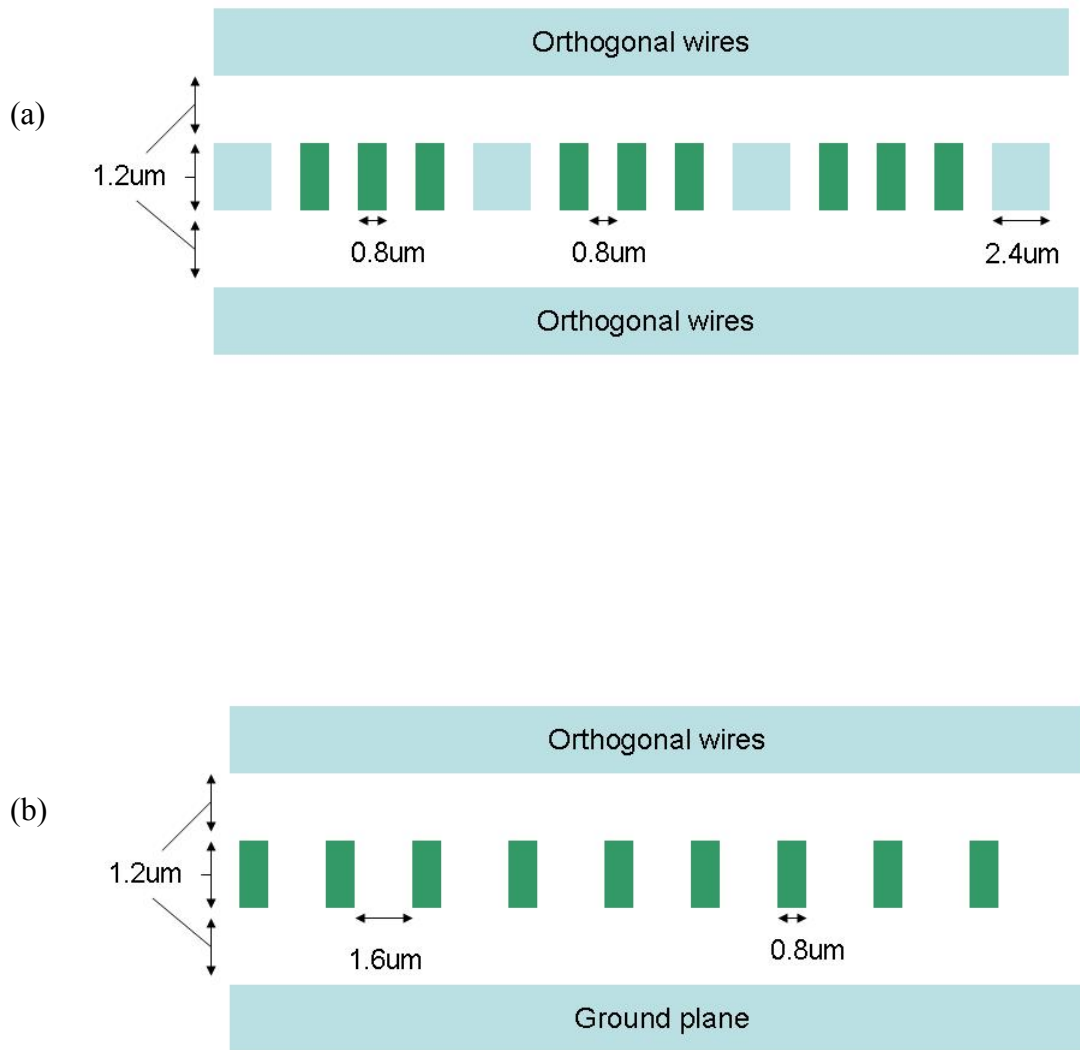 Orthogonal wires
(a)
1.2um
0.8um
0.8um
2.4um
Orthogonal wires
Orthogonal wires
(b)
1.2um
1.6um
0.8um
Ground plane